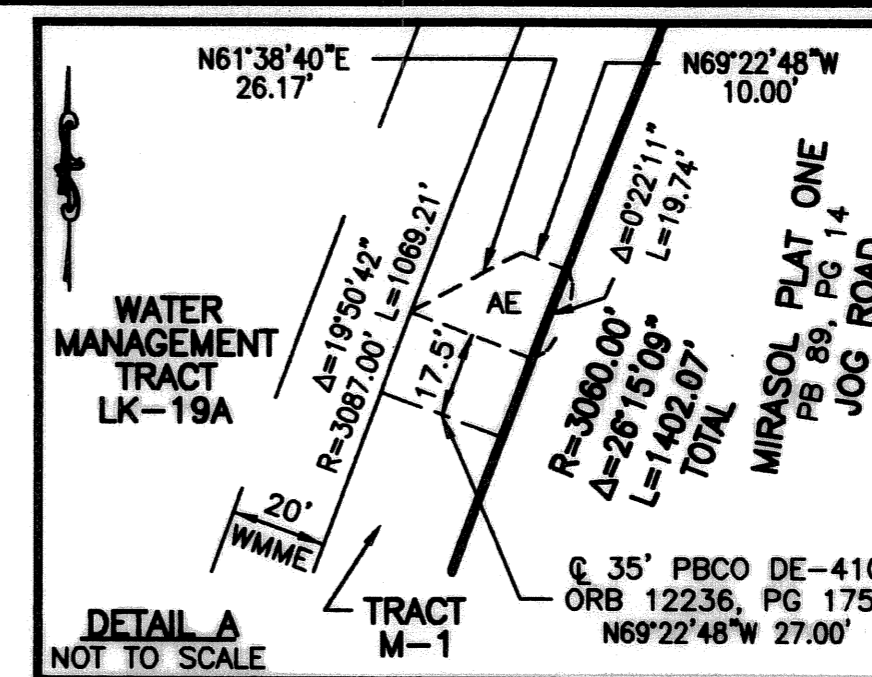 N61°38'40"E
26.17'
N69°22'48"W
10.00'
Δ=0°22'11"
L=19.74'
MIRASOL PLAT ONE
PB 89, PG 14
JOG ROAD
Δ=19°50'42"
R=3087.00' L=1069.21'
WATER
MANAGEMENT
TRACT
LK-19A
AE
17.5'
R=3060.00'
Δ=26°15'09"
L=1402.07'
TOTAL
20'
WMME
DETAIL A
NOT TO SCALE
TRACT
M-1
℄ 35' PBCO DE-410
ORB 12236, PG 175
N69°22'48"W 27.00'